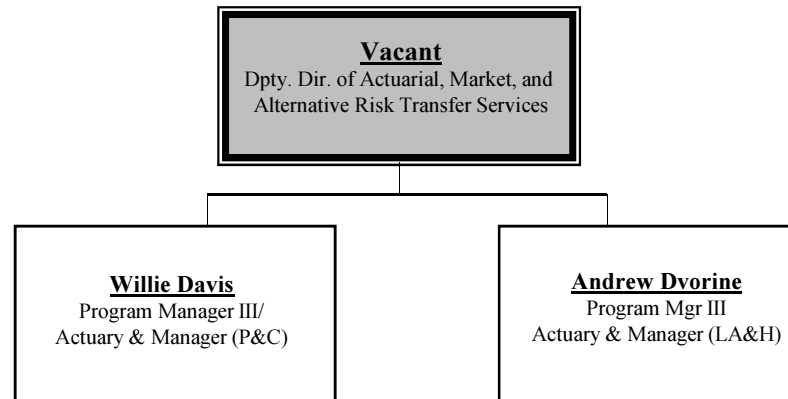 Vacant
Dpty. Dir. of Actuarial, Market, and
Alternative Risk Transfer Services
Willie Davis
Program Manager III/
Actuary & Manager (P&C)
Andrew Dvorine
Program Mgr III
Actuary & Manager (LA&H)